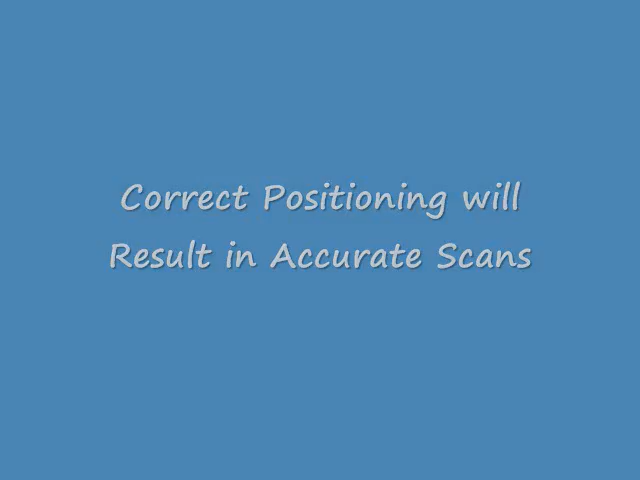 Correct Positioning will
Result in Accurate Scans